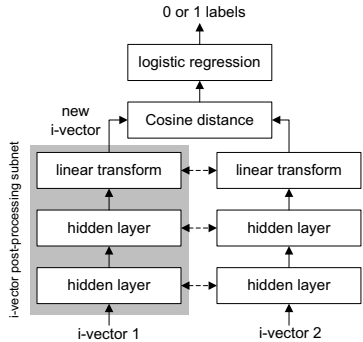 0 or 1 labels
logistic regression
new
i-vector
Cosine distance
i-vector post-processing subnet
linear transform
linear transform
hidden layer
hidden layer
hidden layer
hidden layer
i-vector 1
i-vector 2